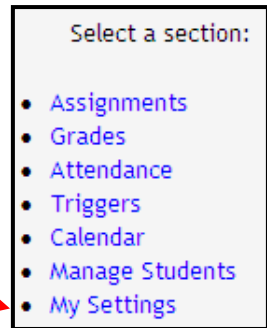 Select a section:
• Assignments
• Grades
• Attendance
• Triggers
• Calendar
• Manage Students
• My Settings